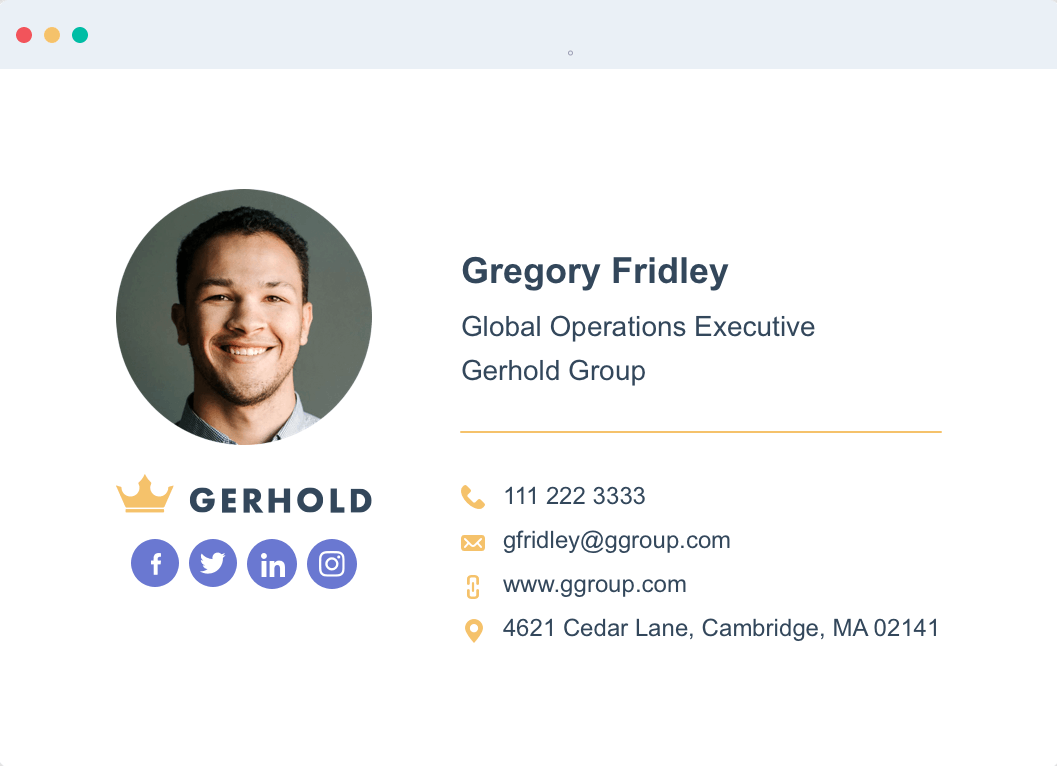 Gregory Fridley
Global Operations Executive
Gerhold Group
GERHOLD
111 222 3333
gfridley@ggroup.com
www.ggroup.com
4621 Cedar Lane, Cambridge, MA 02141